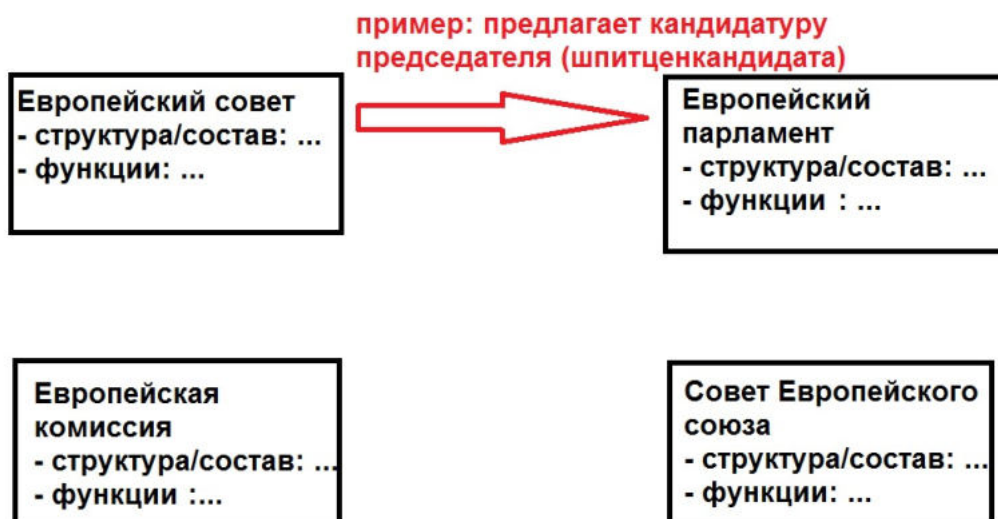 пример: предлагает кандидатуру
председателя (шпитценкандидата)
Европейский совет
- структура/состав: ...
- функции: ...
Европейский
парламент
- структура/состав: ...
- функции : ...
Европейская
комиссия
- структура/состав: ...
- функции :...
Совет Европейского
союза
- структура/состав: ...
- функции: ...